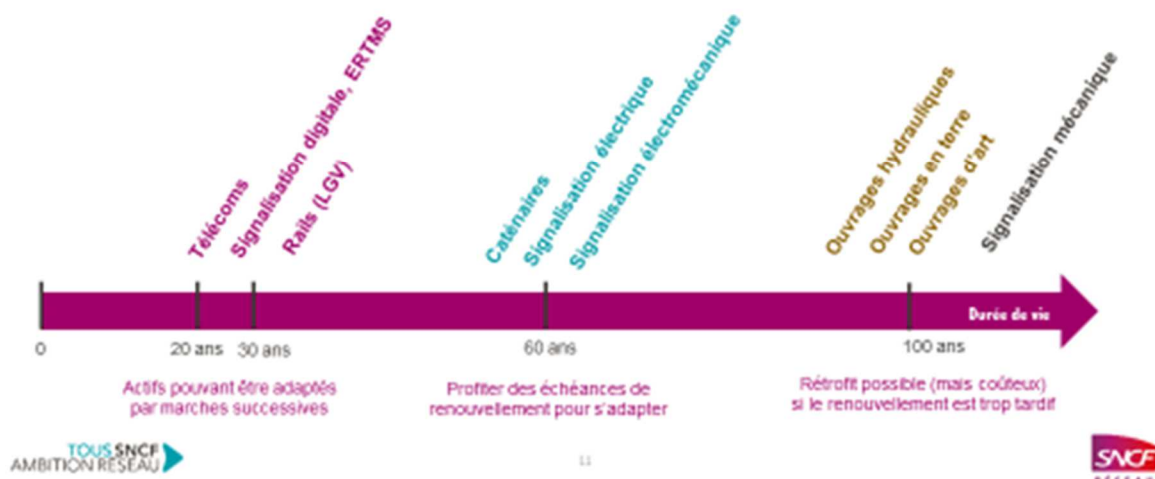 Télécoms
Signalisation digitale, ERTMS
Rails (LGV)
Caténaires
Signalisation électrique
Signalisation électromécanique
Ouvrages hydrauliques
Ouvrages en terre
Ouvrages d'art
Signalisation mécanique
Durée de vie
0
20 ans
30 ans
60 ans
100 ans
Actifs pouvant être adaptés
par marches successives
Profiter des échéances de
renouvellement pour s'adapter
Rétrofit possible (mais coûteux)
si le renouvellement est trop tardif
TOUS SNCF
AMBITION RÉSEAU
11
SNCF
RÉSEAU